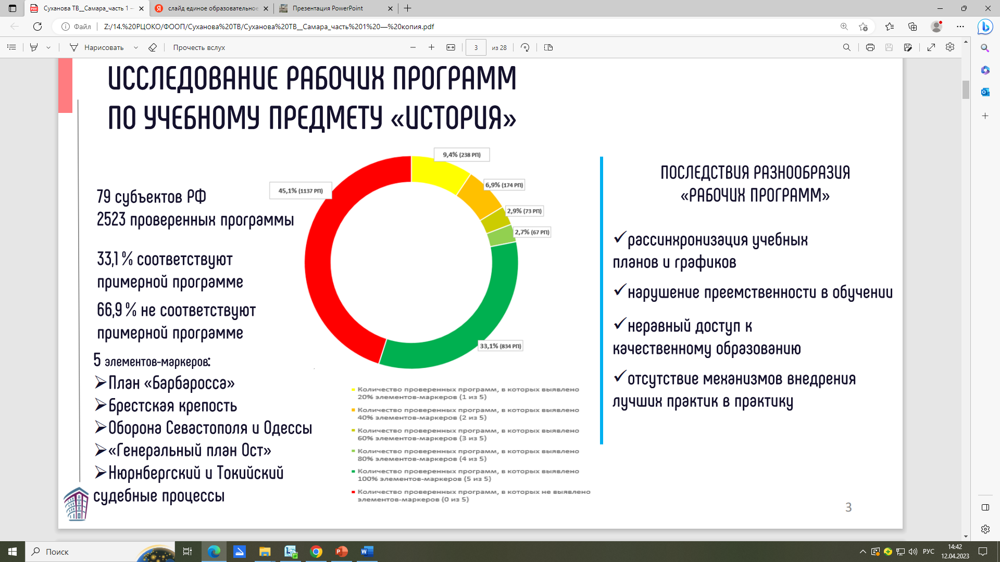 Суханова ТВ__Самара_часть 1 –
слайд единое образовательное
Презентация PowerPoint
Файл
Z:/14.%20РЦОКО/ФООП/Суханова%20ТВ/Суханова%20ТВ__Самара_часть%201%20—%20копия.pdf
Нарисовать
Прочесть вслух
3
из 28
ИССЛЕДОВАНИЕ РАБОЧИХ ПРОГРАММ
ПО УЧЕБНОМУ ПРЕДМЕТУ «ИСТОРИЯ»
79 субъектов РФ
2523 проверенных программы
33,1 % соответствуют
примерной программе
66,9 % не соответствуют
примерной программе
5 элементов-маркеров:
План «Барбаросса»
Брестская крепость
Оборона Севастополя и Одессы
«Генеральный план Ост»
Нюрнбергский и Токийский
судебные процессы
9,4% (238 РП)
6,9% (174 РП)
2,9% (73 РП)
2,7% (67 РП)
45,1% (1137 РП)
33,1% (834 РП)
Количество проверенных программ, в которых выявлено
20% элементов-маркеров (1 из 5)
Количество проверенных программ, в которых выявлено
40% элементов-маркеров (2 из 5)
Количество проверенных программ, в которых выявлено
60% элементов-маркеров (3 из 5)
Количество проверенных программ, в которых выявлено
80% элементов-маркеров (4 из 5)
Количество проверенных программ, в которых выявлено
100% элементов-маркеров (5 из 5)
Количество проверенных программ, в которых не выявлено
элементов-маркеров (0 из 5)
ПОСЛЕДСТВИЯ РАЗНООБРАЗИЯ
«РАБОЧИХ ПРОГРАММ»
рассинхронизация учебных
планов и графиков
нарушение преемственности в обучении
неравный доступ к
качественному образованию
отсутствие механизмов внедрения
лучших практик в практику
3
Поиск
РУС
14:42
12.04.2023